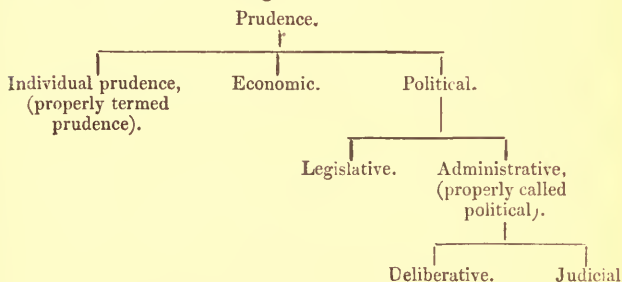 Prudence.
Individual prudence, Economic. Political.
(properly termed
prudence).
Legislative. Administrative,
(properly called
political).
Deliberative. Judicial